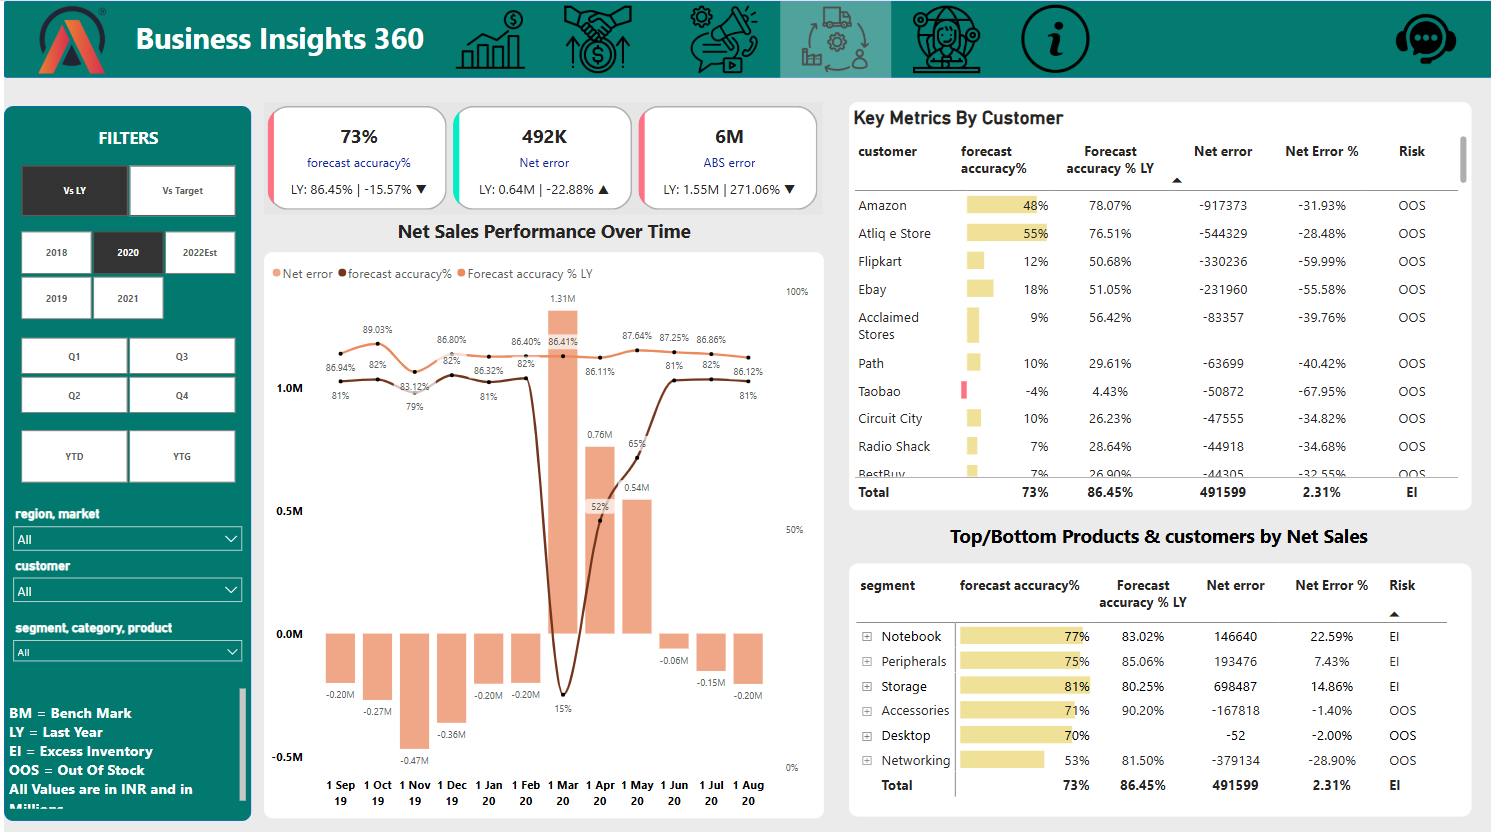 Business Insights 360
FILTERS
Vs LY
Vs Target
2018
2020
2022Est
2019
2021
Q1
Q3
Q2
Q4
YTD
YTG
region, market
All
customer
All
segment, category, product
All
BM = Bench Mark
LY = Last Year
EI = Excess Inventory
OOS = Out Of Stock
All Values are in INR and in
Millions
73%
forecast accuracy%
LY: 86.45% | -15.57% ▼
492K
Net error
LY: 0.64M | -22.88% ▲
6M
ABS error
LY: 1.55M | 271.06% ▼
Net Sales Performance Over Time
Net error forecast accuracy% Forecast accuracy % LY
100%
50%
0%
1.0M
0.5M
0.0M
-0.5M
86.94% 89.03% 83.12% 86.80% 86.32% 86.40% 86.41% 86.11% 87.64% 87.25% 86.86% 86.12%
81% 82% 79% 82% 81% 82% 15% 52% 65% 81% 82% 81%
-0.20M -0.27M -0.47M -0.36M -0.20M -0.20M 1.31M 0.76M 0.54M -0.06M -0.15M -0.20M
1 Sep 1 Oct 1 Nov 1 Dec 1 Jan 1 Feb 1 Mar 1 Apr 1 May 1 Jun 1 Jul 1 Aug
19 19 19 19 20 20 20 20 20 20 20 20
Key Metrics By Customer
customer forecast accuracy% Forecast accuracy % LY Net error Net Error % Risk
Amazon 48% 78.07% -917373 -31.93% OOS
Atliq e Store 55% 76.51% -544329 -28.48% OOS
Flipkart 12% 50.68% -330236 -59.99% OOS
Ebay 18% 51.05% -231960 -55.58% OOS
Acclaimed Stores 9% 56.42% -83357 -39.76% OOS
Path 10% 29.61% -63699 -40.42% OOS
Taobao -4% 4.43% -50872 -67.95% OOS
Circuit City 10% 26.23% -47555 -34.82% OOS
Radio Shack 7% 28.64% -44918 -34.68% OOS
BestBuy 7% 26.90% -44305 -32.55% OOS
Total 73% 86.45% 491599 2.31% EI
Top/Bottom Products & customers by Net Sales
segment forecast accuracy% Forecast accuracy % LY Net error Net Error % Risk
Notebook 77% 83.02% 146640 22.59% EI
Peripherals 75% 85.06% 193476 7.43% EI
Storage 81% 80.25% 698487 14.86% EI
Accessories 71% 90.20% -167818 -1.40% OOS
Desktop 70% -52 -2.00% OOS
Networking 53% 81.50% -379134 -28.90% OOS
Total 73% 86.45% 491599 2.31% EI